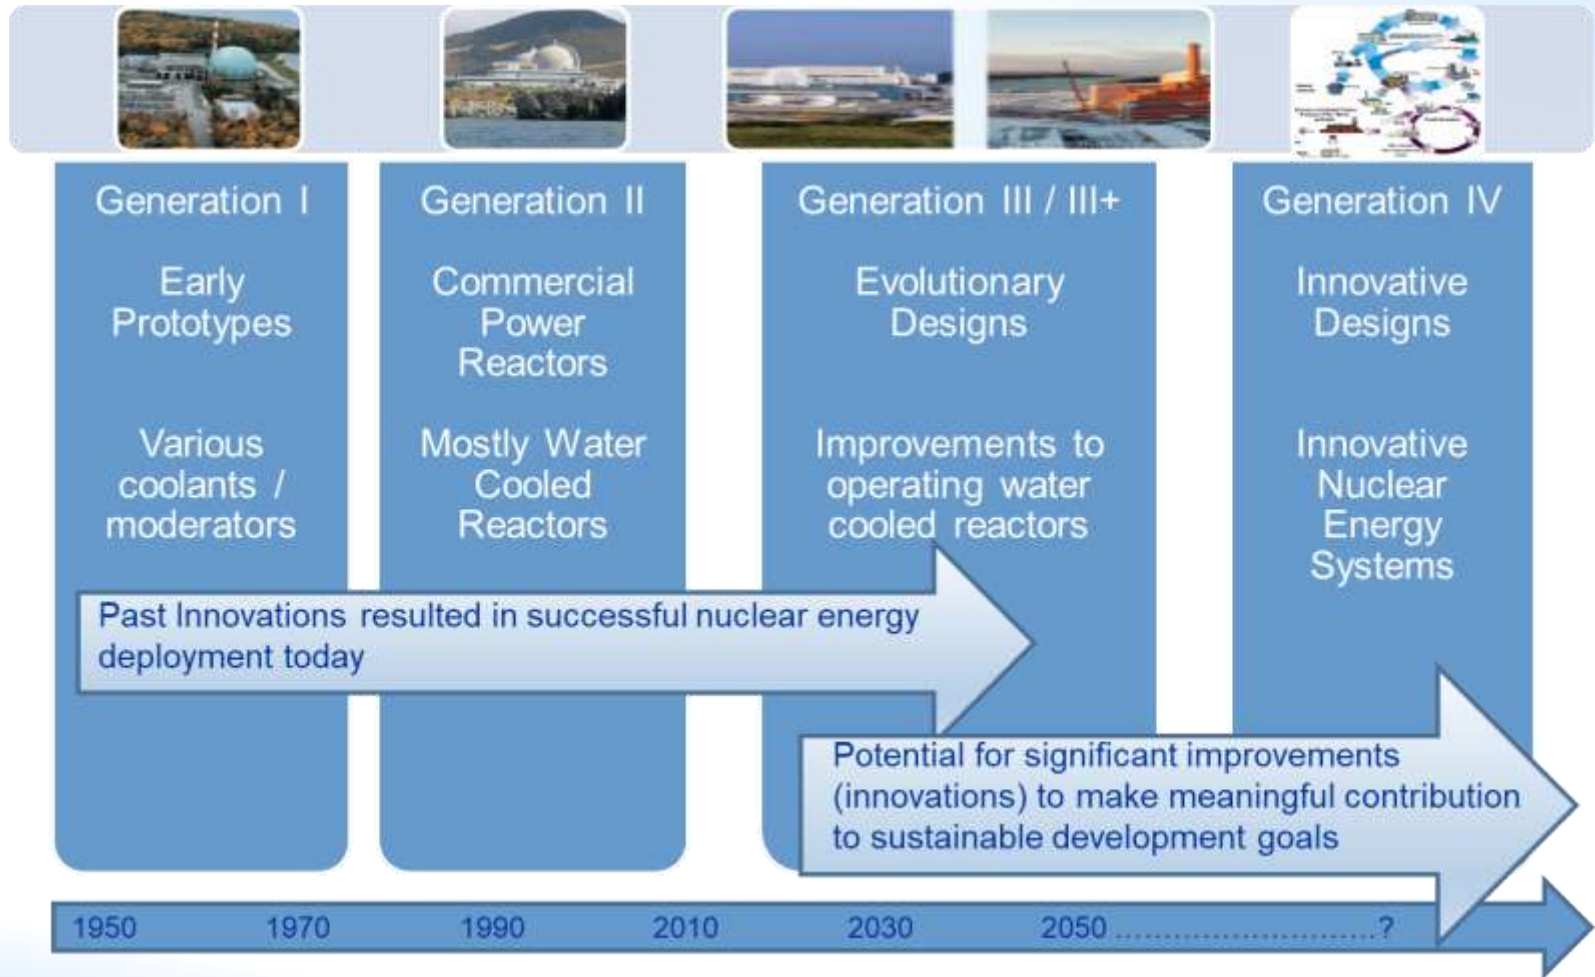 Generation I
Early
Prototypes
Various
coolants /
moderators
Generation II
Commercial
Power
Reactors
Mostly Water
Cooled
Reactors
Generation III / III+
Evolutionary
Designs
Improvements to
operating water
cooled reactors
Generation IV
Innovative
Designs
Innovative
Nuclear
Energy
Systems
Past Innovations resulted in successful nuclear energy
deployment today
Potential for significant improvements
(innovations) to make meaningful contribution
to sustainable development goals
1950 1970 1990 2010 2030 2050 ...........................?